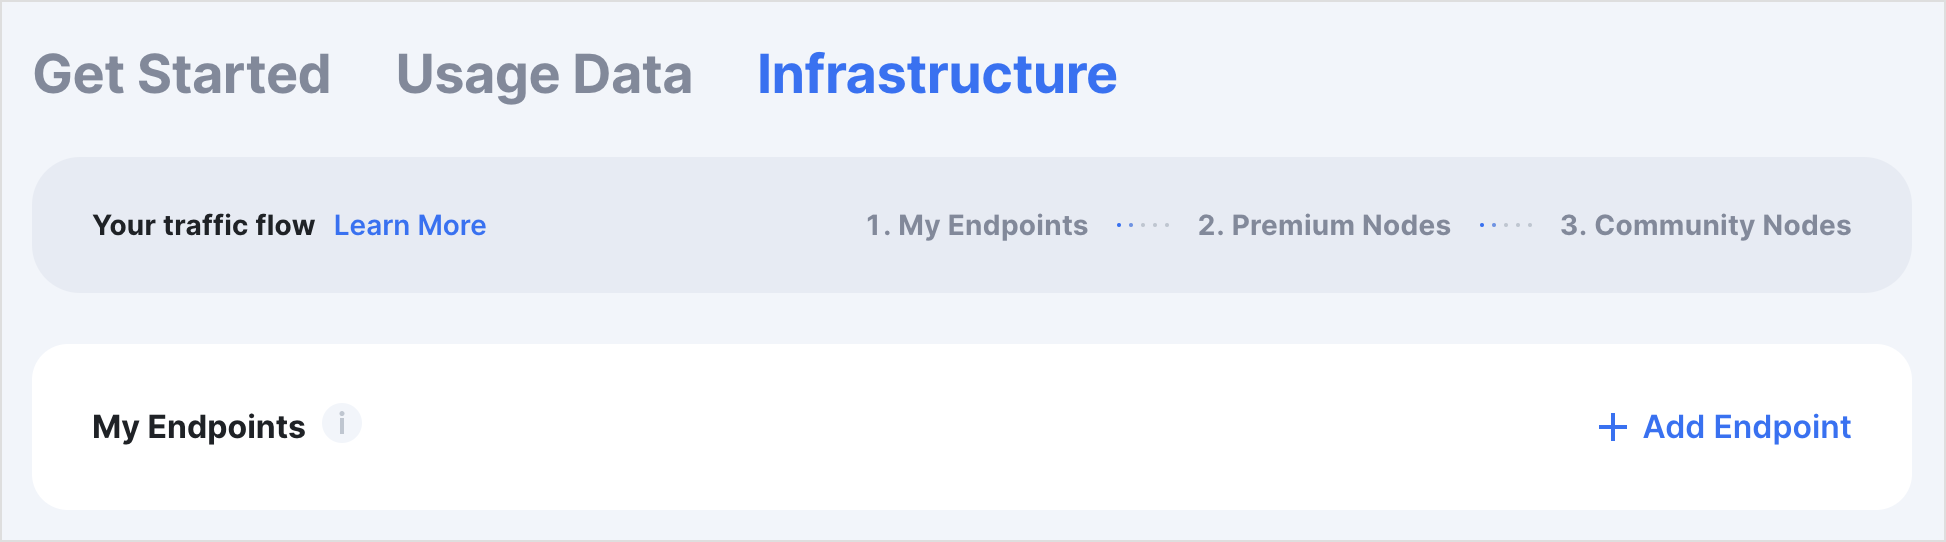 Get Started Usage Data Infrastructure
Your traffic flow Learn More 1. My Endpoints 2. Premium Nodes 3. Community Nodes
My Endpoints i + Add Endpoint